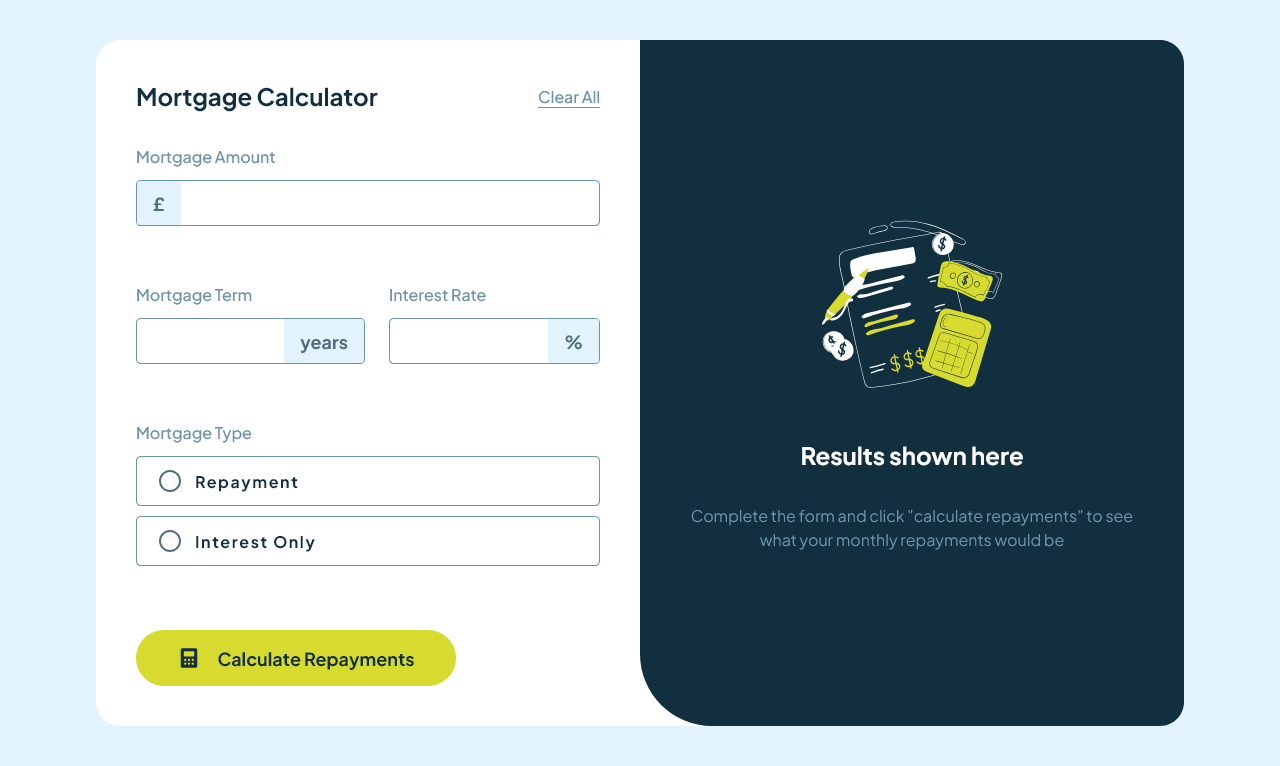 Mortgage Calculator
Clear All
Mortgage Amount
£
Mortgage Term
Interest Rate
years
%
Mortgage Type
Repayment
Interest Only
Calculate Repayments
$
$
$
$
$$$
Results shown here
Complete the form and click "calculate repayments" to see
what your monthly repayments would be